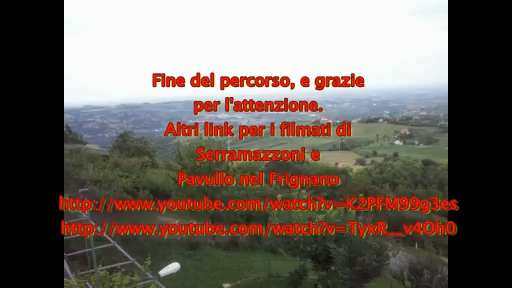 Fine del percorso, e grazie
per l'attenzione.
Altri link per i filmati di
Serramazzoni e
Pavullo nel Frignano
http://www.youtube.com/watch?v=K2PFM99g3es
http://www.youtube.com/watch?v=TyxR__v4Oh0